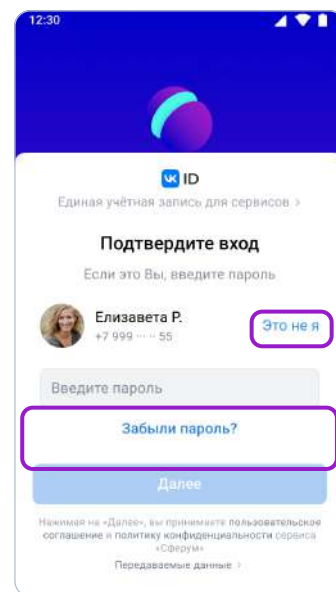 12:30
VK ID
Единая учётная запись для сервисов >
Подтвердите вход
Если это Вы, введите пароль
Елизавета Р.
Это не я
+7 999 ··· ·· 55
Введите пароль
Забыли пароль?
Далее
Нажимая на «Далее», вы принимаете пользовательское
соглашение и политику конфиденциальности сервиса
«Сферум»
Передаваемые данные >